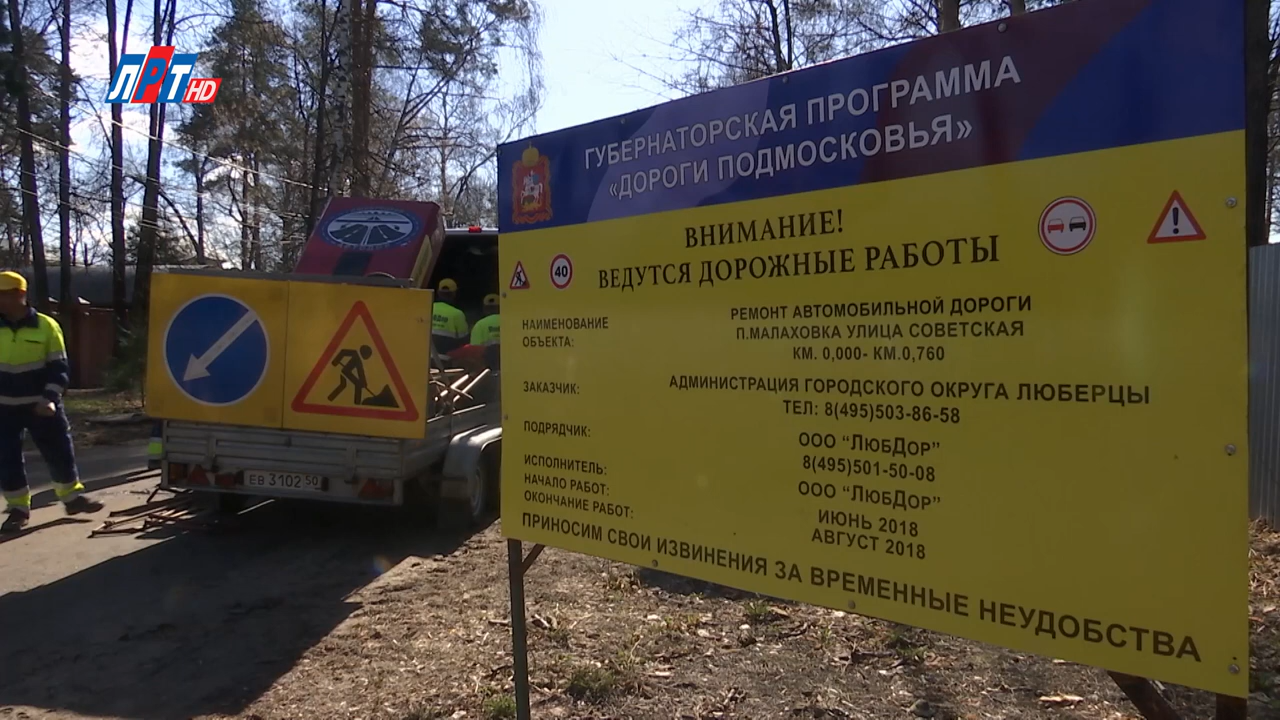 ЛРТ HD
ГУБЕРНАТОРСКАЯ ПРОГРАММА
«ДОРОГИ ПОДМОСКОВЬЯ»
ВНИМАНИЕ!
ВЕДУТСЯ ДОРОЖНЫЕ РАБОТЫ
40
НАИМЕНОВАНИЕ
ОБЪЕКТА:
РЕМОНТ АВТОМОБИЛЬНОЙ ДОРОГИ
П.МАЛАХОВКА УЛИЦА СОВЕТСКАЯ
КМ. 0,000- КМ.0,760
ЗАКАЗЧИК:
АДМИНИСТРАЦИЯ ГОРОДСКОГО ОКРУГА ЛЮБЕРЦЫ
ТЕЛ: 8(495)503-86-58
ПОДРЯДЧИК:
ООО “ЛЮБДОР”
8(495)501-50-08
ИСПОЛНИТЕЛЬ:
ООО “ЛЮБДОР”
НАЧАЛО РАБОТ:
ИЮНЬ 2018
ОКОНЧАНИЕ РАБОТ:
АВГУСТ 2018
ПРИНОСИМ СВОИ ИЗВИНЕНИЯ ЗА ВРЕМЕННЫЕ НЕУДОБСТВА
ЕВ 3102 50